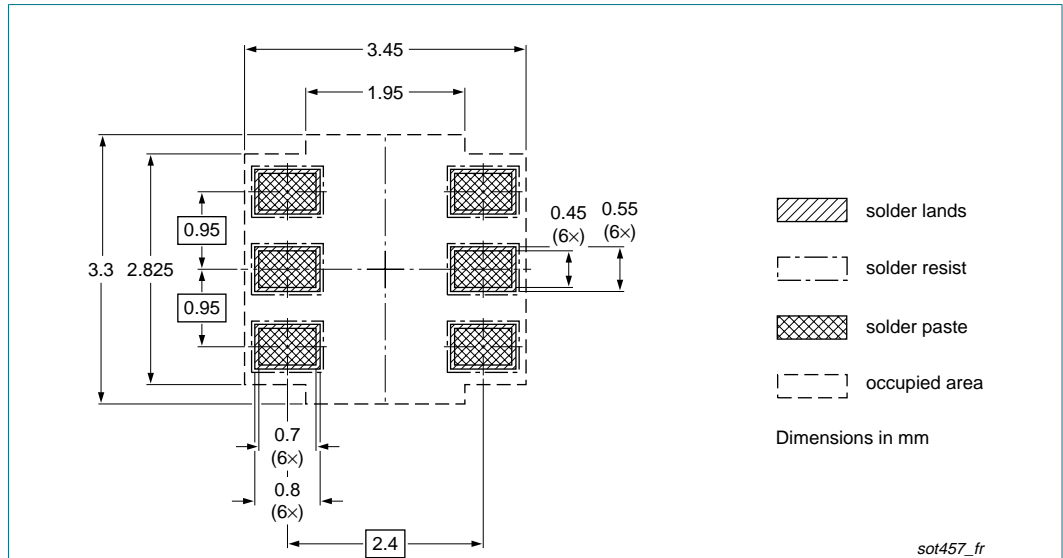 3.45
1.95
0.95
3.3 2.825
0.95
0.45 0.55
(6×) (6×)
0.7
(6×)
0.8
(6×)
2.4
solder lands
solder resist
solder paste
occupied area
Dimensions in mm
sot457_fr